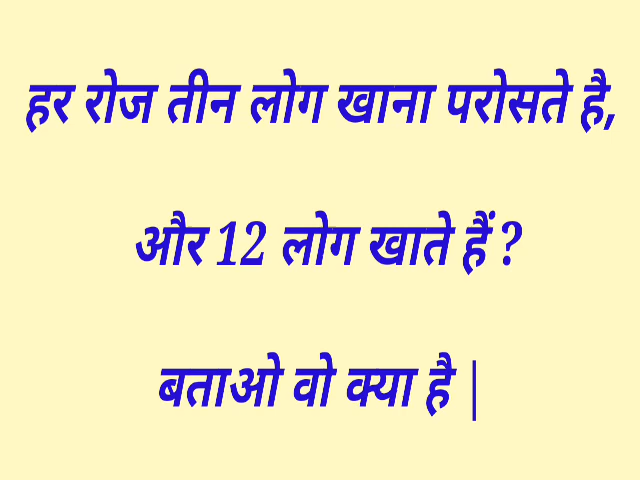 हर रोज तीन लोग खाना परोसते है,
और 12 लोग खाते हैं ?
बताओ वो क्या है |